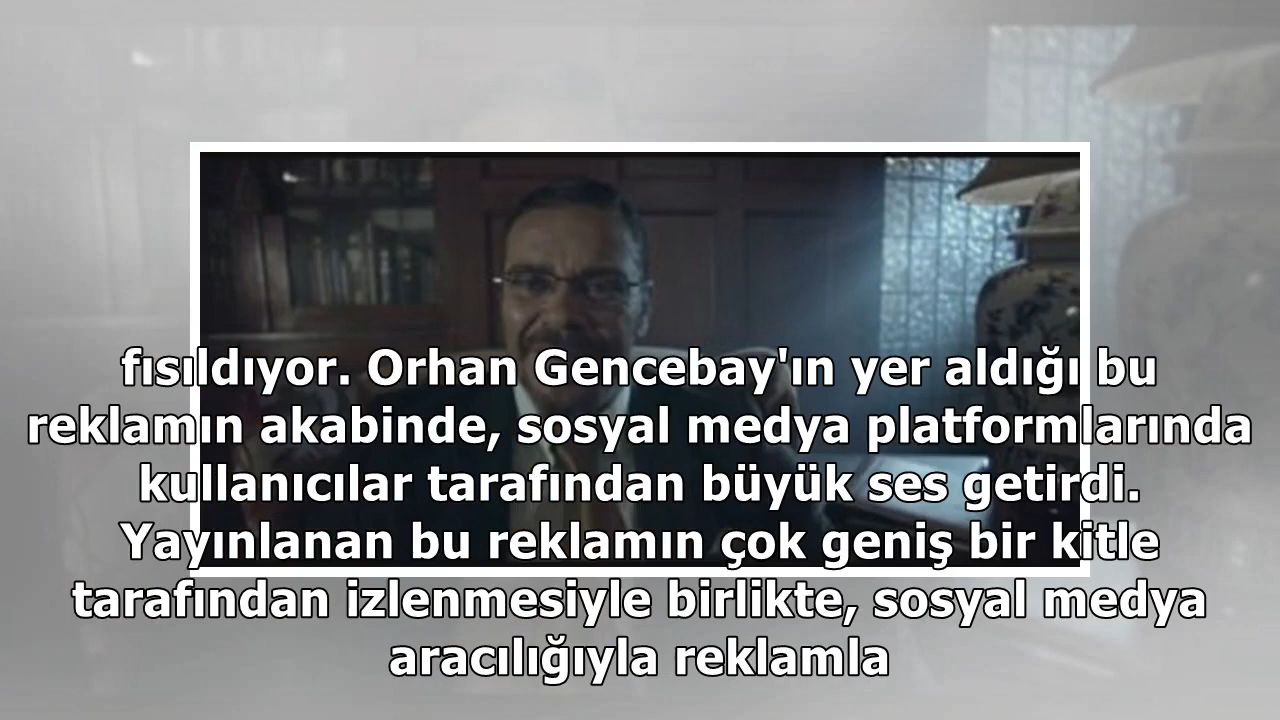 fısıldıyor. Orhan Gencebay'ın yer aldığı bu
reklamın akabinde, sosyal medya platformlarında
kullanıcılar tarafından büyük ses getirdi.
Yayınlanan bu reklamın çok geniş bir kitle
tarafından izlenmesiyle birlikte, sosyal medya
aracılığıyla reklamla